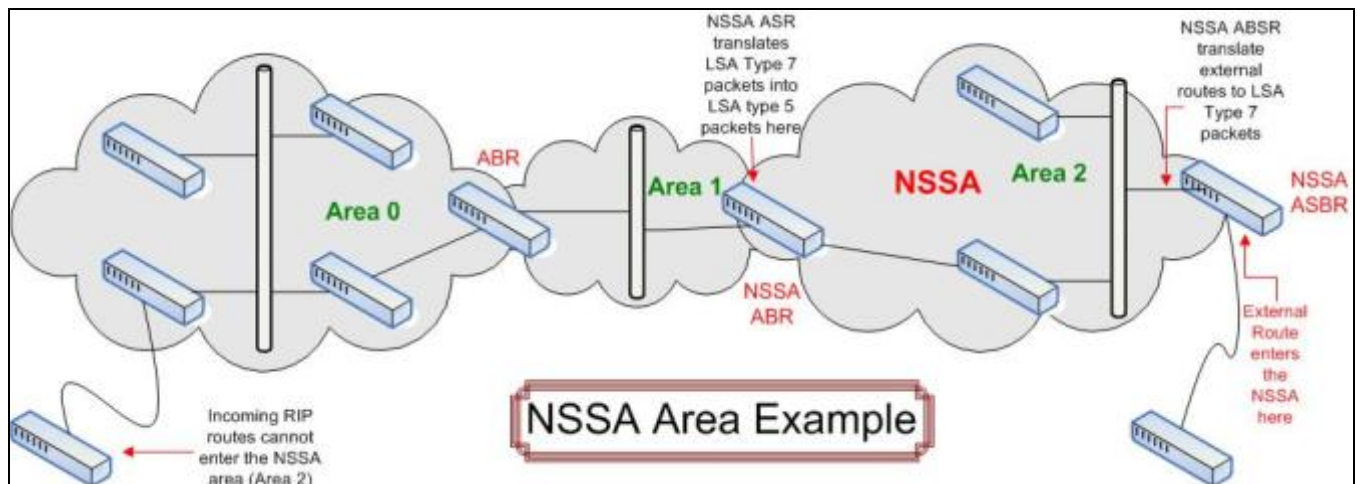 NSSA ASR
translates
LSA Type 7
packets into
LSA type 5
packets here
NSSA ABSR
translate
external
routes to LSA
Type 7
packets
ABR
Area 0
Area 1
NSSA
Area 2
NSSA
ASBR
NSSA
ABR
External
Route
enters
the
NSSA
here
Incoming RIP
routes cannot
enter the NSSA
area (Area 2)
NSSA Area Example